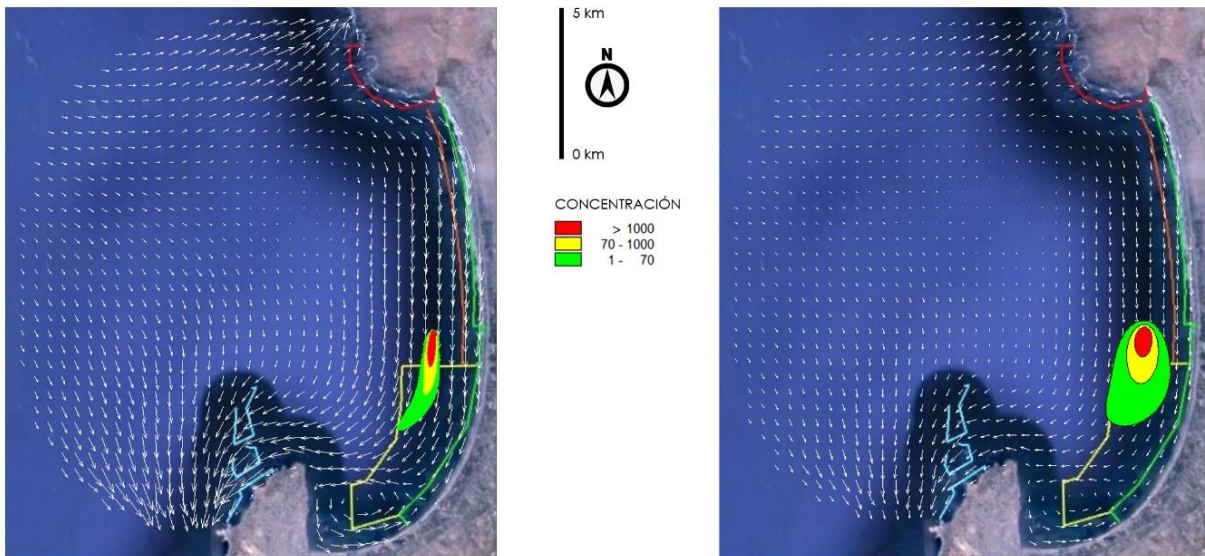 5 km
N
0 km
CONCENTRACIÓN
> 1000
70 - 1000
1 - 70